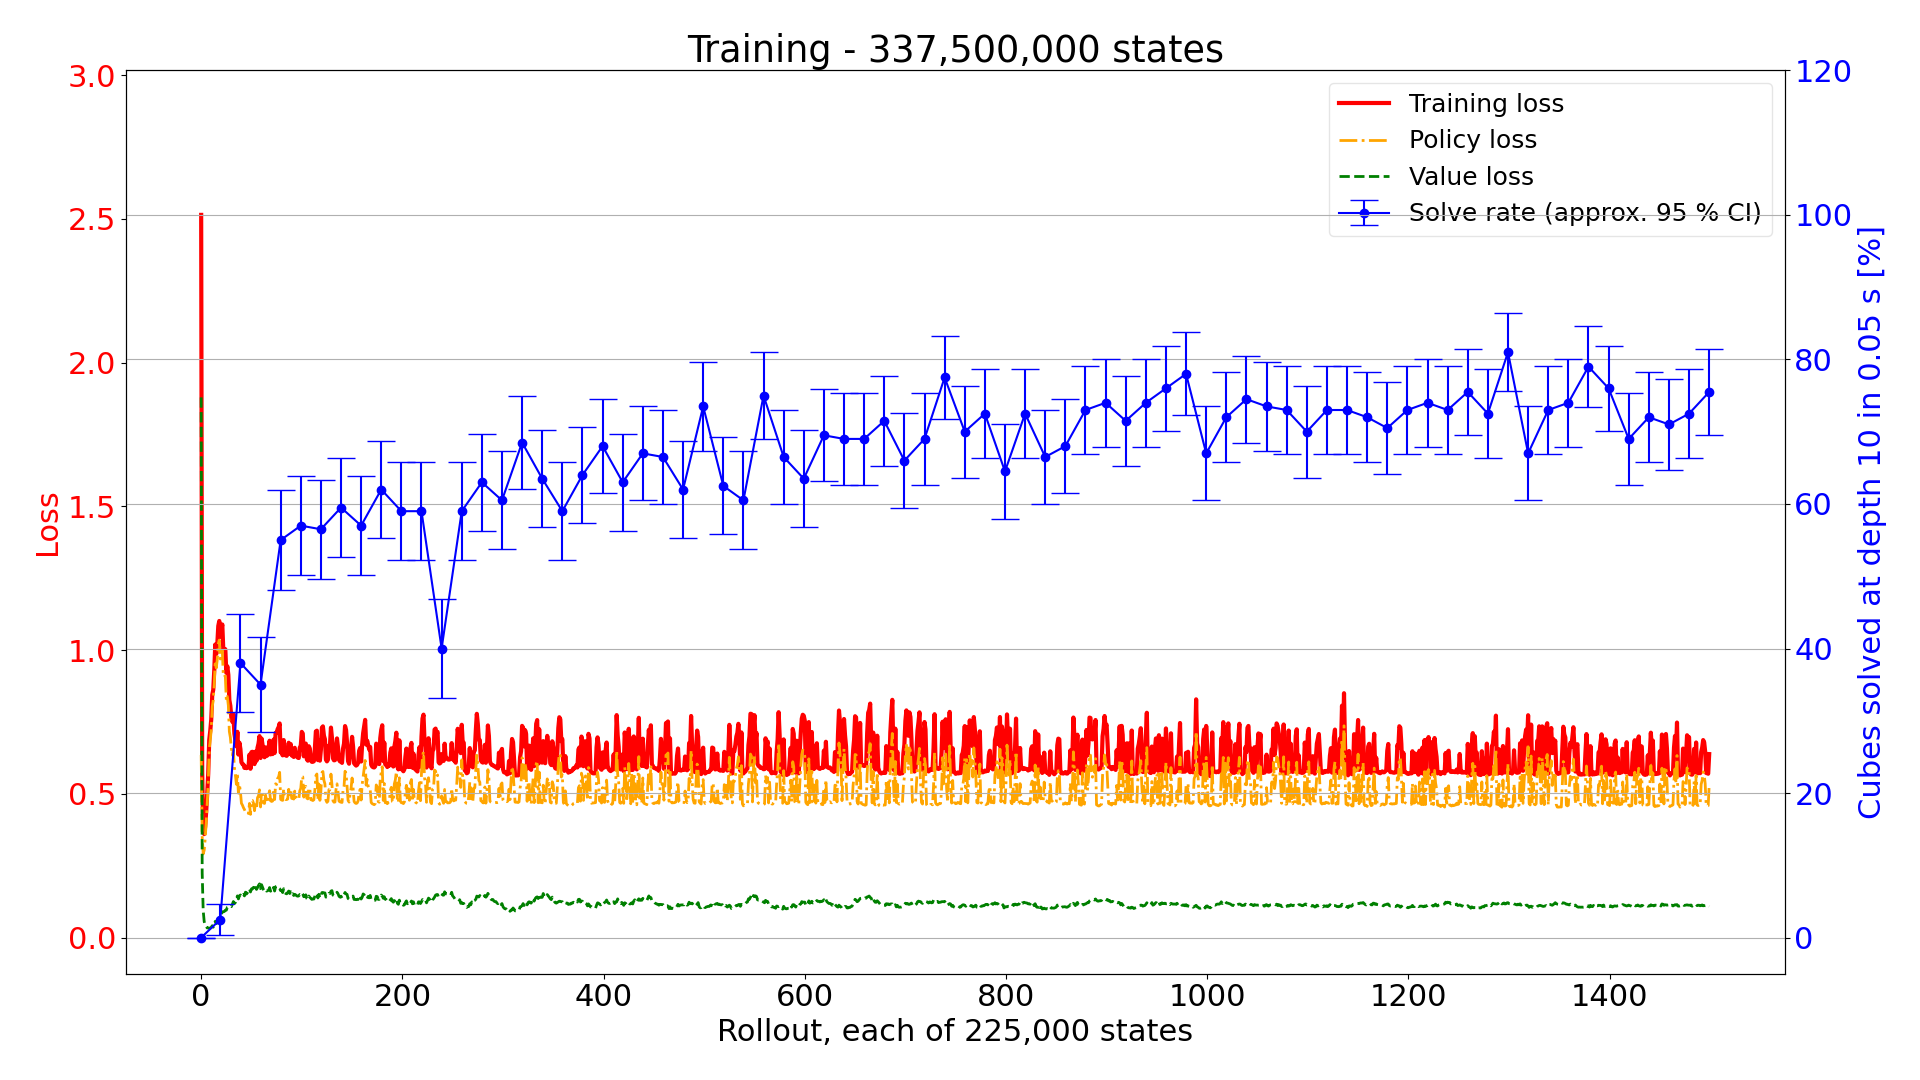 Training - 337,500,000 states
3.0
2.5
2.0
1.5
1.0
0.5
0.0
Loss
Training loss
Policy loss
Value loss
Solve rate (approx. 95 % CI)
120
100
80
60
40
20
0
Cubes solved at depth 10 in 0.05 s [%]
0 200 400 600 800 1000 1200 1400
Rollout, each of 225,000 states